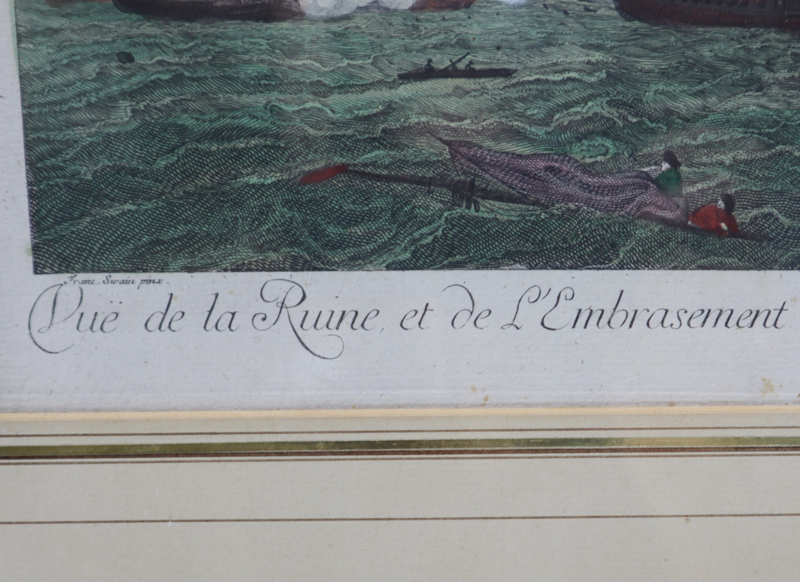 Franc. Swain pinx.
Vuë de la Ruine, et de L'Embrasement